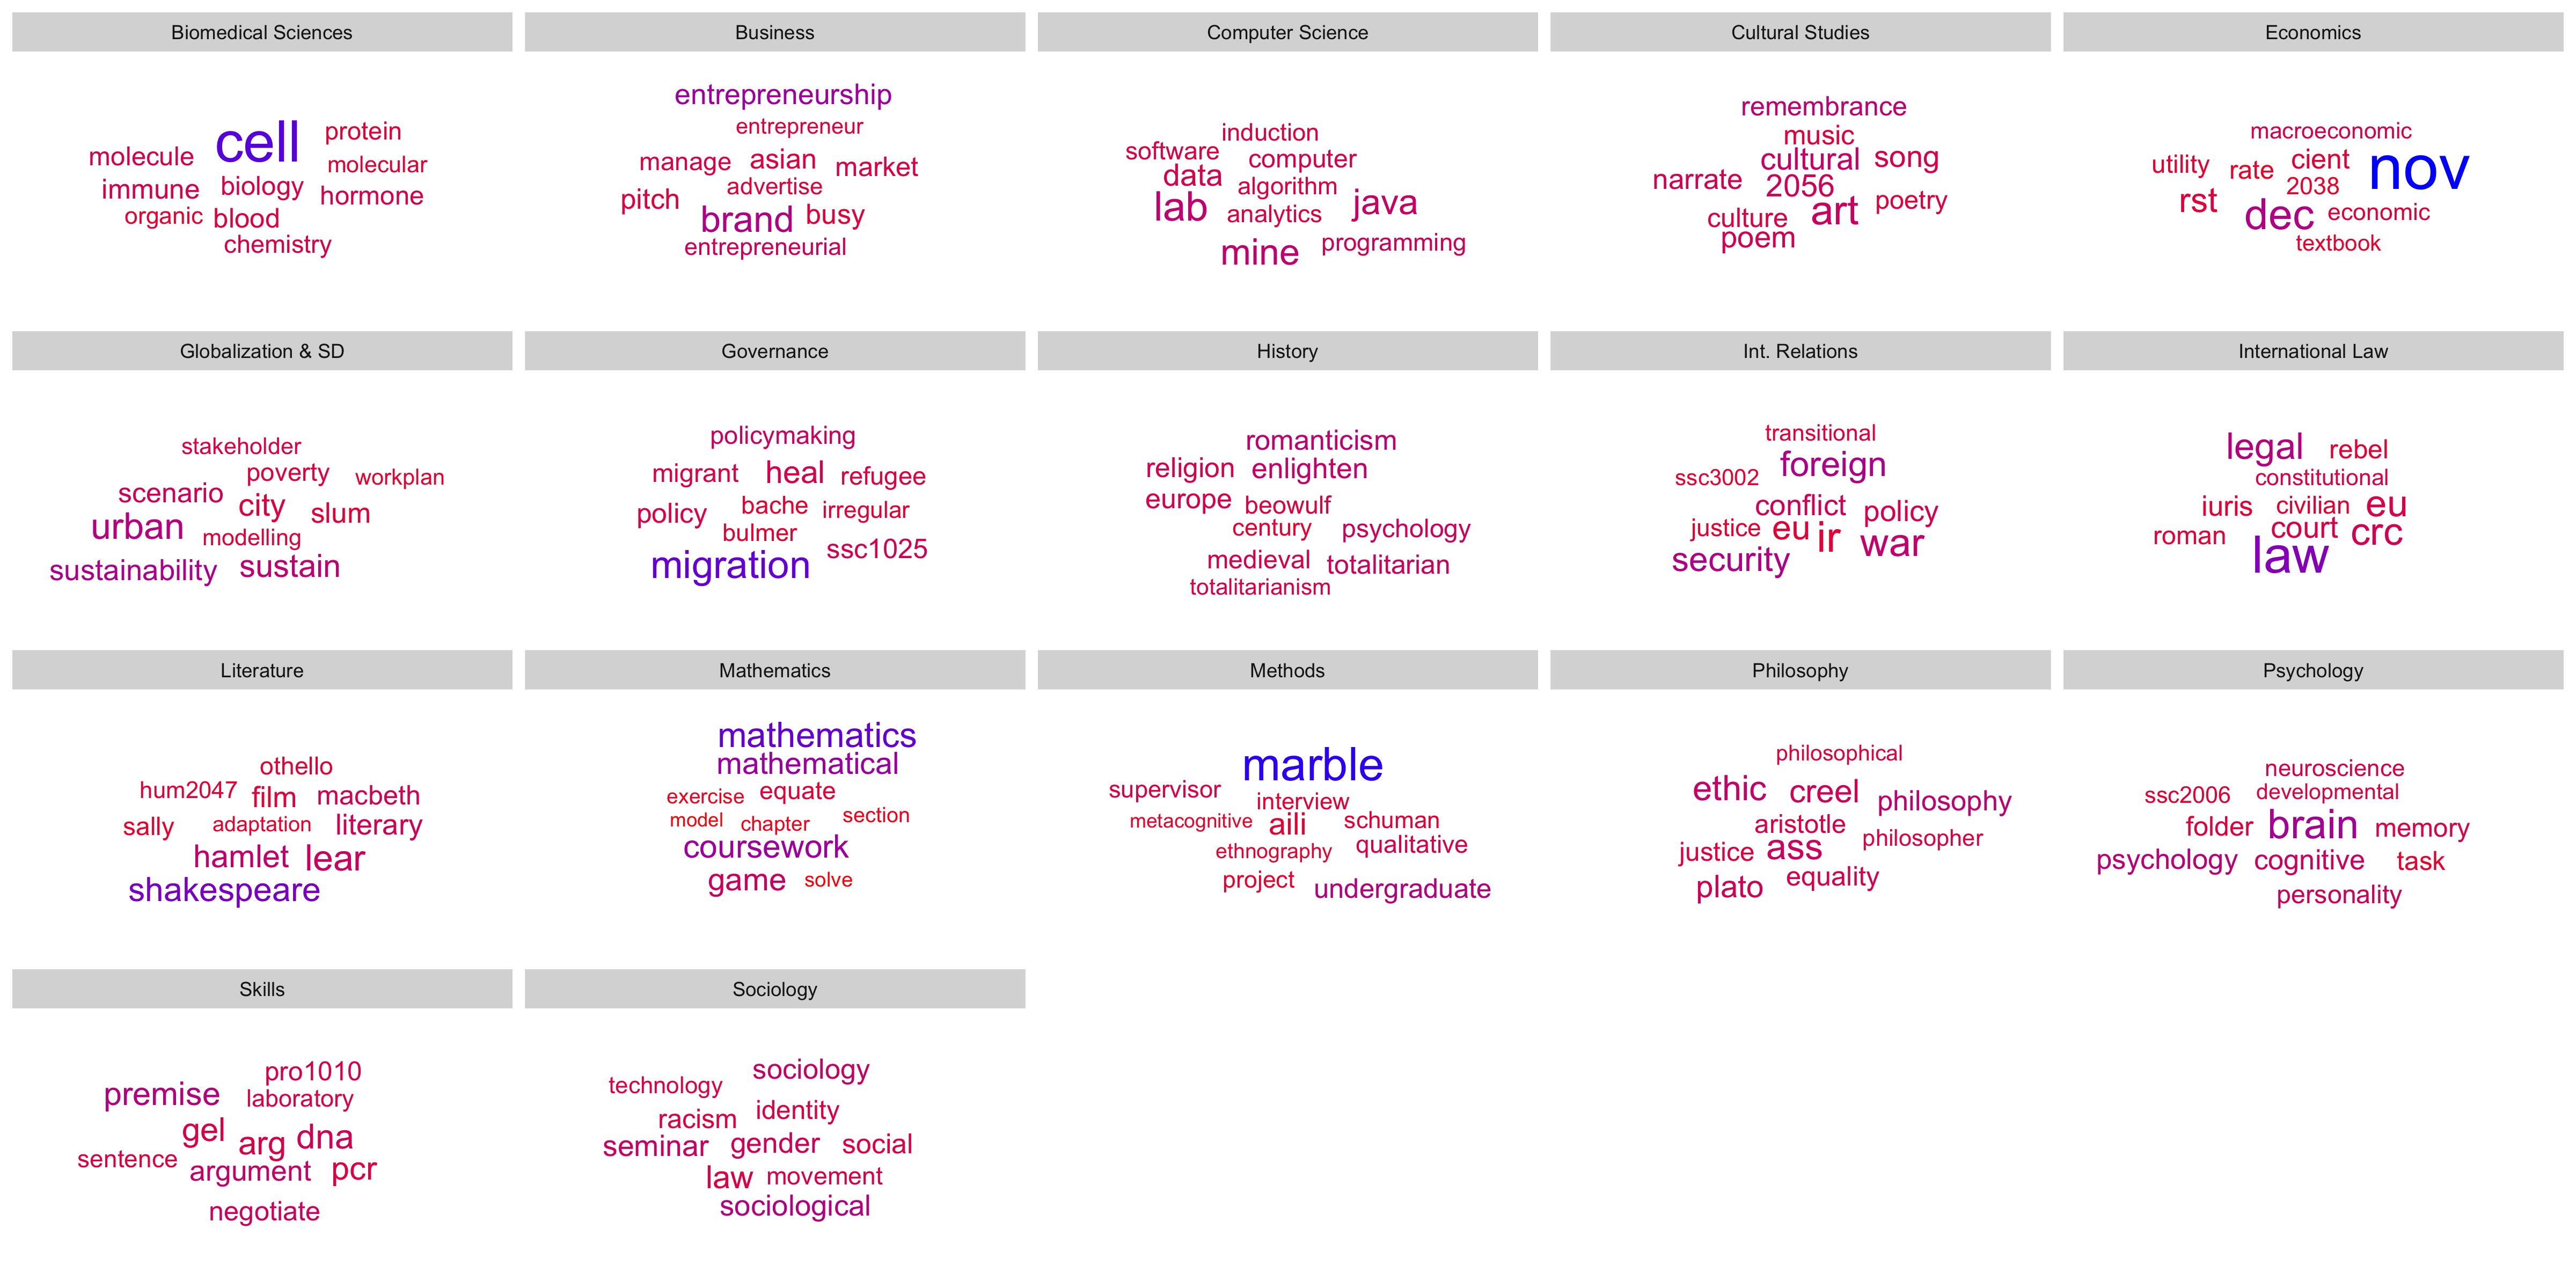 Biomedical Sciences
cell
protein
molecule
molecular
immune
biology
hormone
organic
blood
chemistry
Business
entrepreneurship
entrepreneur
manage
asian
market
advertise
pitch
brand
busy
entrepreneurial
Computer Science
induction
software
computer
data
algorithm
lab
analytics
java
mine
programming
Cultural Studies
remembrance
music
cultural
song
narrate
2056
culture
art
poetry
poem
Economics
macroeconomic
utility
rate
cient
nov
2038
rst
dec
economic
textbook
Globalization & SD
stakeholder
poverty
workplan
scenario
city
slum
urban
modelling
sustainability
sustain
Governance
policymaking
migrant
heal
refugee
policy
bache
irregular
bulmer
migration
ssc1025
History
romanticism
religion
enlighten
europe
beowulf
century
psychology
medieval
totalitarian
totalitarianism
Int. Relations
transitional
ssc3002
foreign
conflict
policy
justice
eu
ir
war
security
International Law
legal
rebel
constitutional
iuris
civilian
eu
roman
court
crc
law
Literature
othello
hum2047
film
macbeth
sally
adaptation
literary
hamlet
lear
shakespeare
Mathematics
mathematics
mathematical
exercise
equate
model
chapter
section
coursework
game
solve
Methods
marble
supervisor
interview
metacognitive
aili
schuman
ethnography
qualitative
project
undergraduate
Philosophy
philosophical
ethic
creel
philosophy
aristotle
philosopher
justice
ass
plato
equality
Psychology
neuroscience
ssc2006
developmental
folder
brain
memory
psychology
cognitive
task
personality
Skills
pro1010
premise
laboratory
gel
arg
dna
sentence
argument
pcr
negotiate
Sociology
sociology
technology
racism
identity
seminar
gender
social
law
movement
sociological